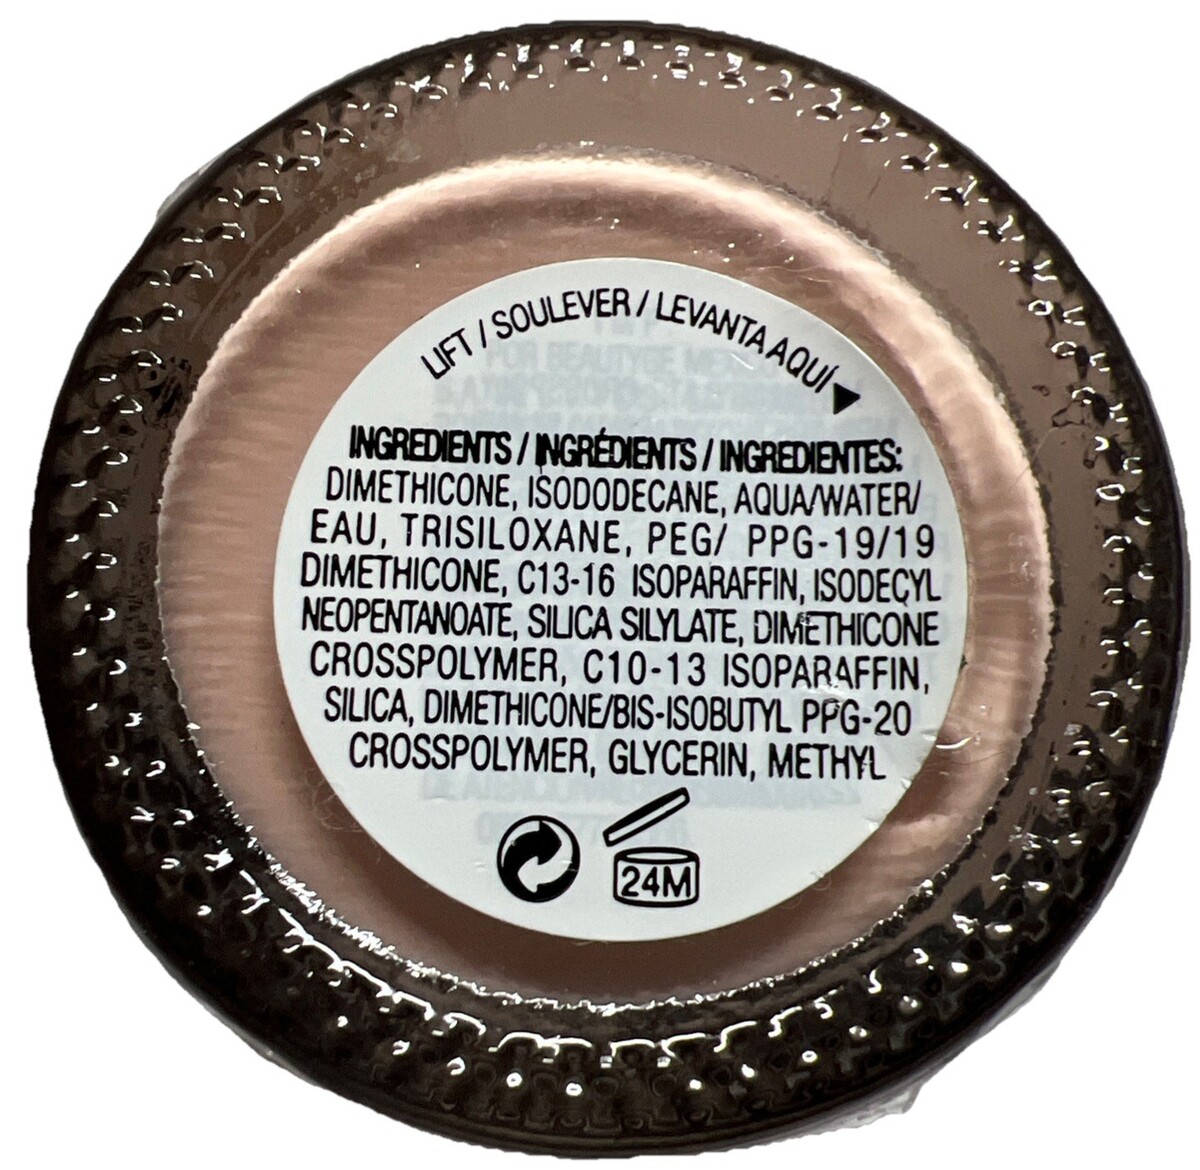 LIFT / SOULEVER / LEVANTA AQUÍ
INGREDIENTS / INGRÉDIENTS / INGREDIENTES:
DIMETHICONE, ISODODECANE, AQUA/WATER/
EAU, TRISILOXANE, PEG/ PPG-19/19
DIMETHICONE, C13-16 ISOPARAFFIN, ISODECYL
NEOPENTANOATE, SILICA SILYLATE, DIMETHICONE
CROSSPOLYMER, C10-13 ISOPARAFFIN,
SILICA, DIMETHICONE/BIS-ISOBUTYL PPG-20
CROSSPOLYMER, GLYCERIN, METHYL
24M